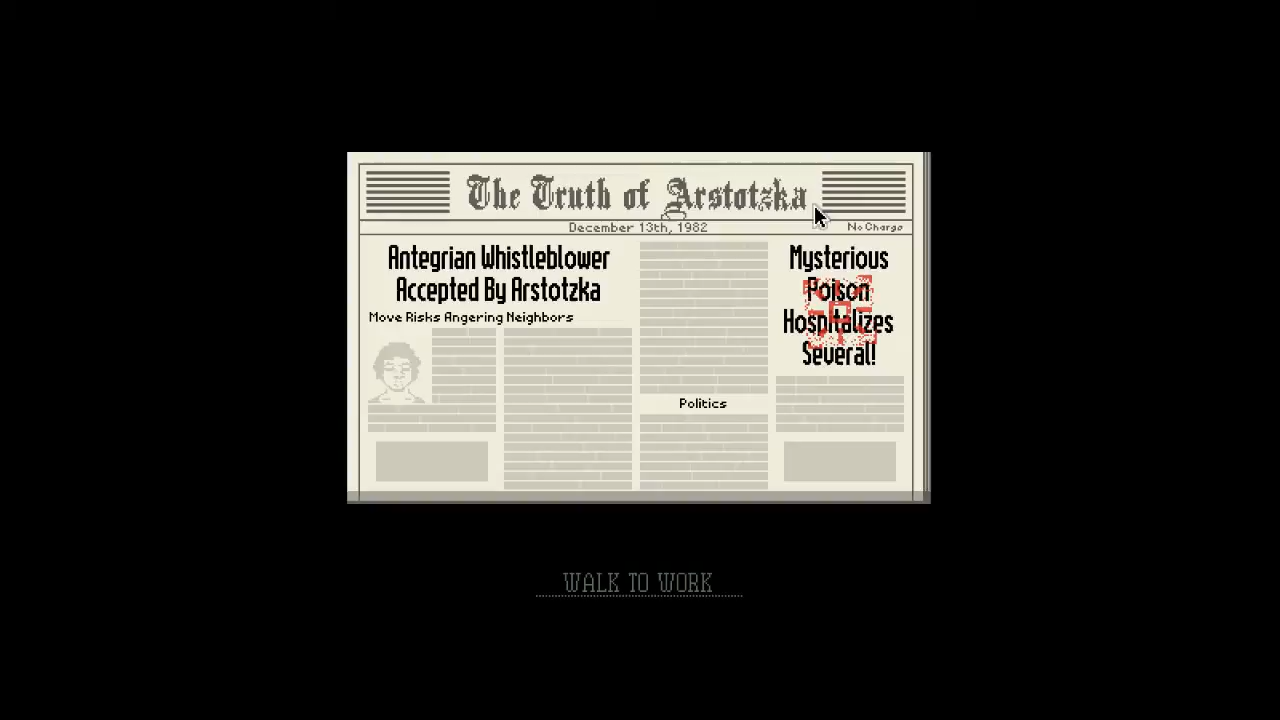 The Truth of Arstotzka
December 13th, 1982
No Charge
Antegrian Whistleblower
Accepted By Arstotzka
Move Risks Angering Neighbors
Politics
Mysterious
Poison
Hospitalizes
Several!
WALK TO WORK